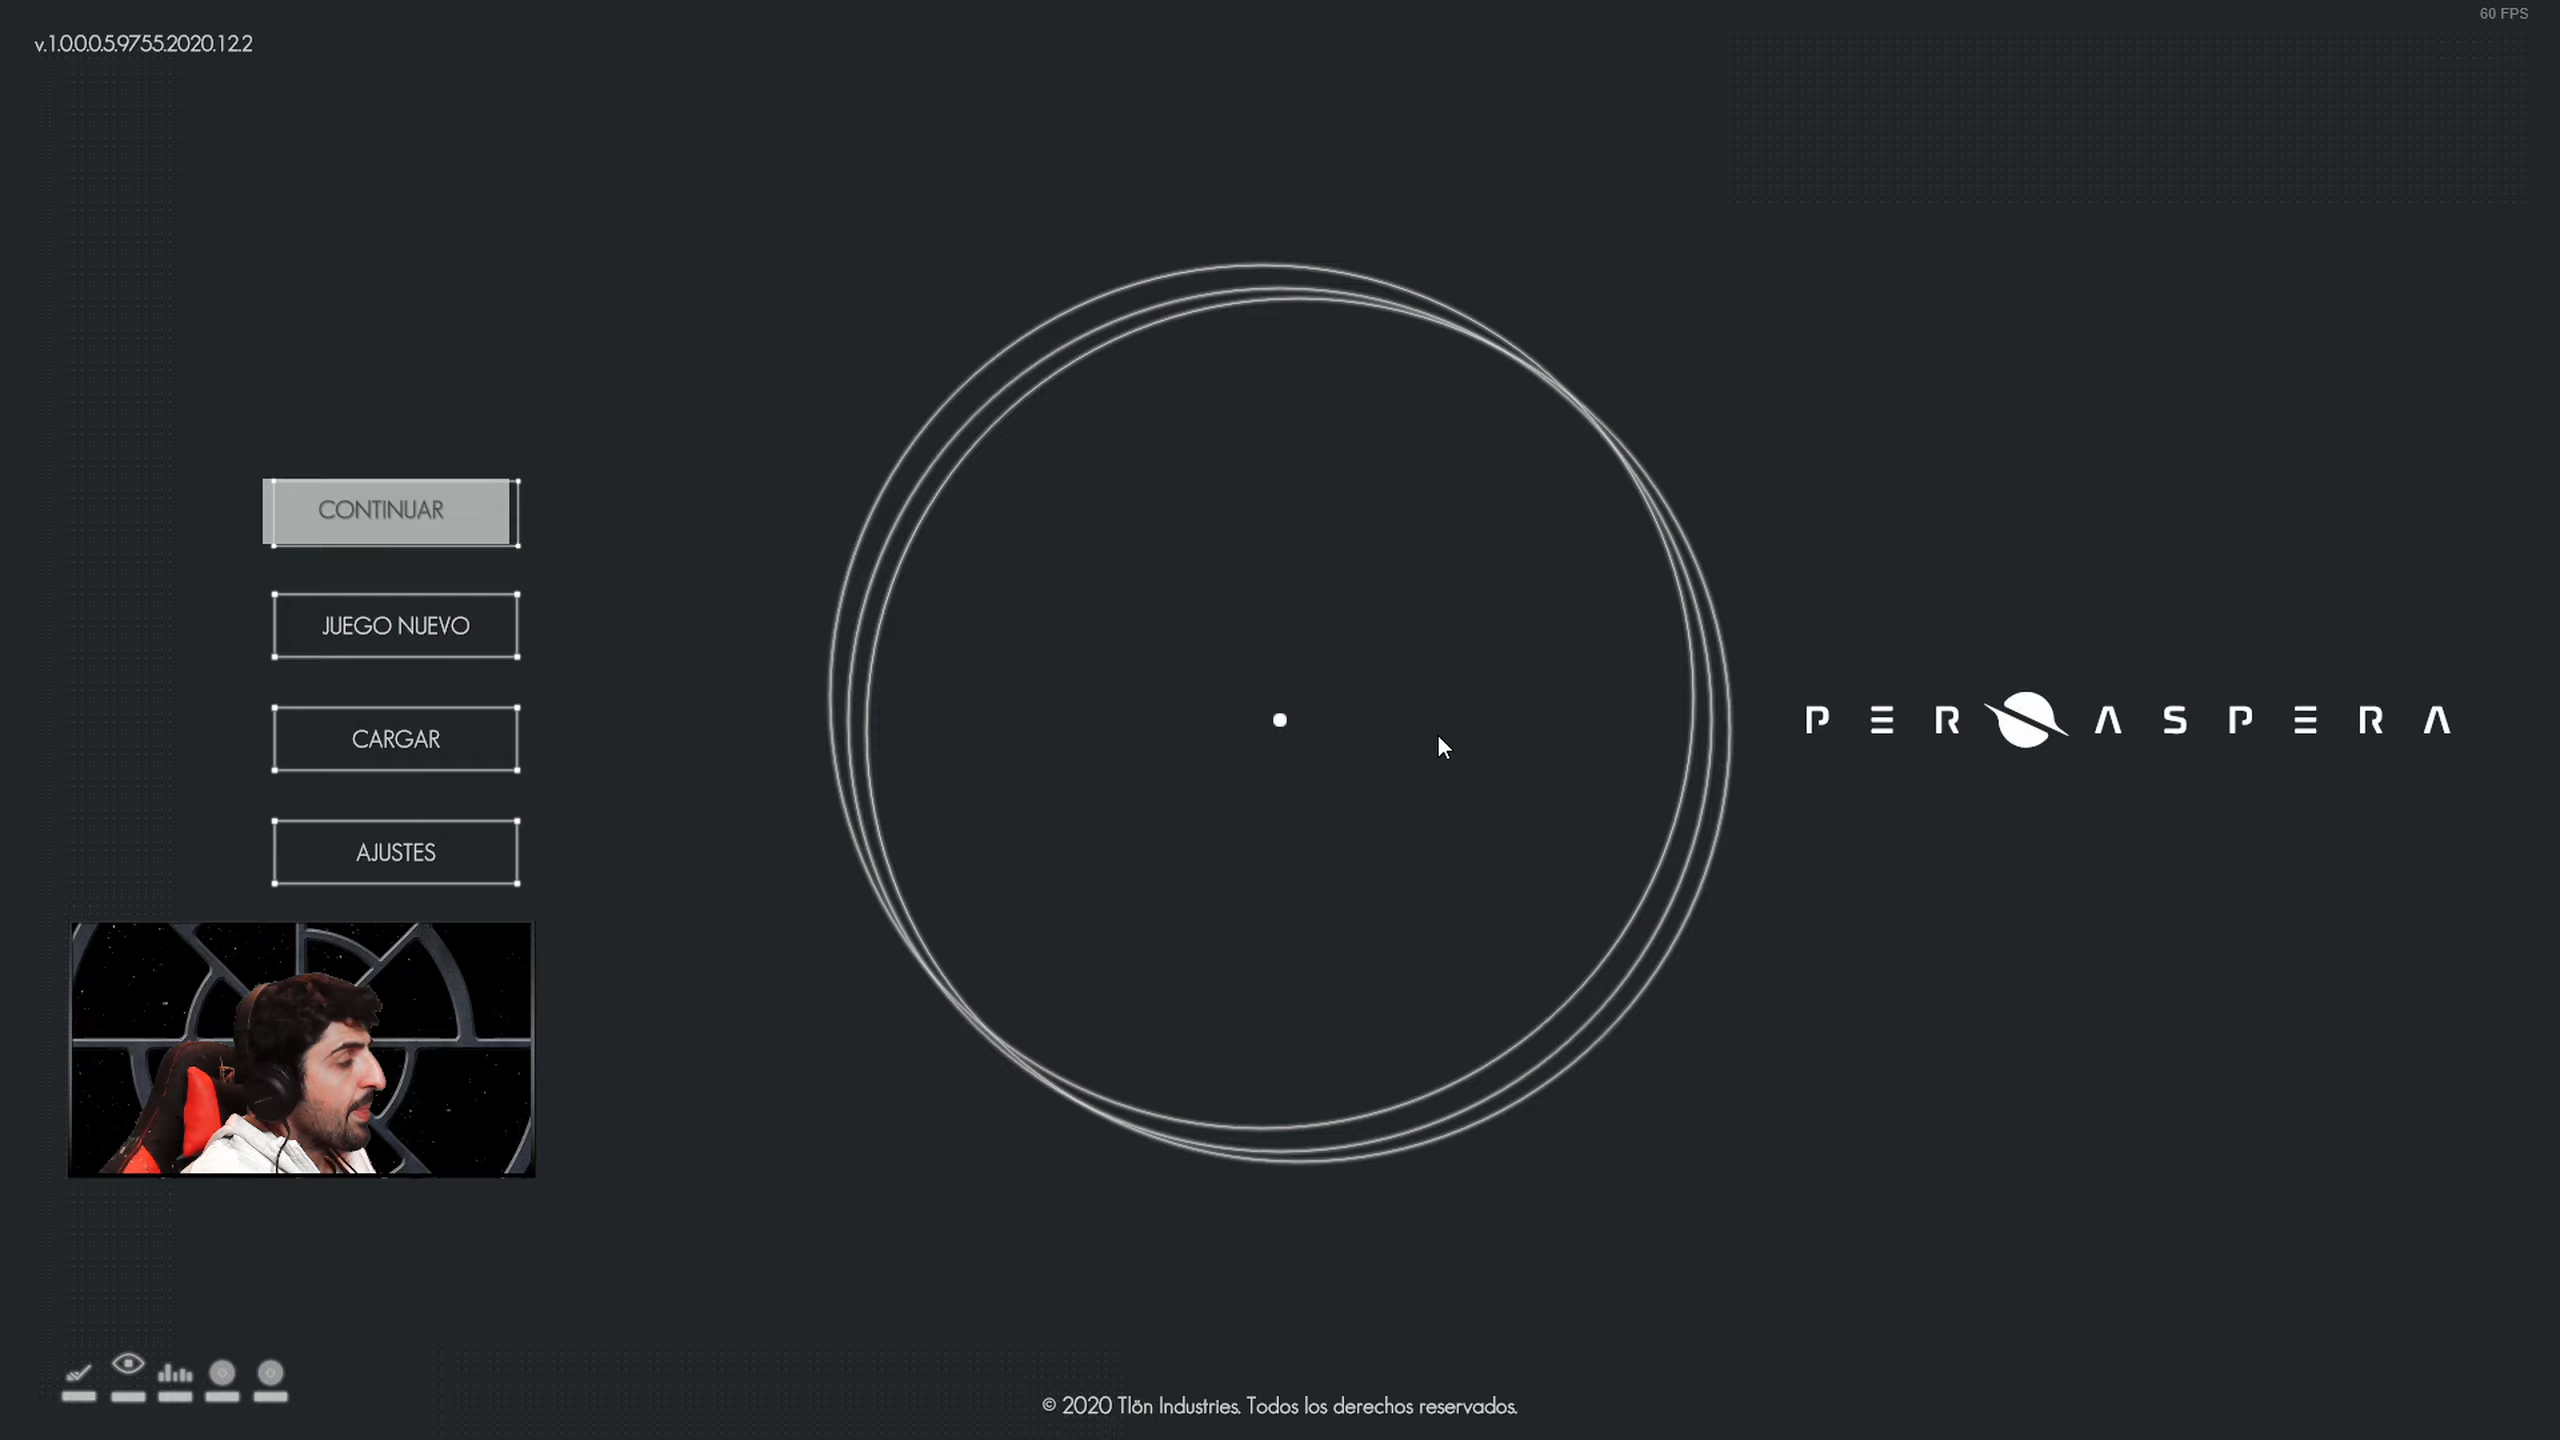 60 FPS
v.1.0.0.0.5.9755.2020.12.2
CONTINUAR
JUEGO NUEVO
CARGAR
AJUSTES
PER ASPERA
© 2020 Tlön Industries. Todos los derechos reservados.